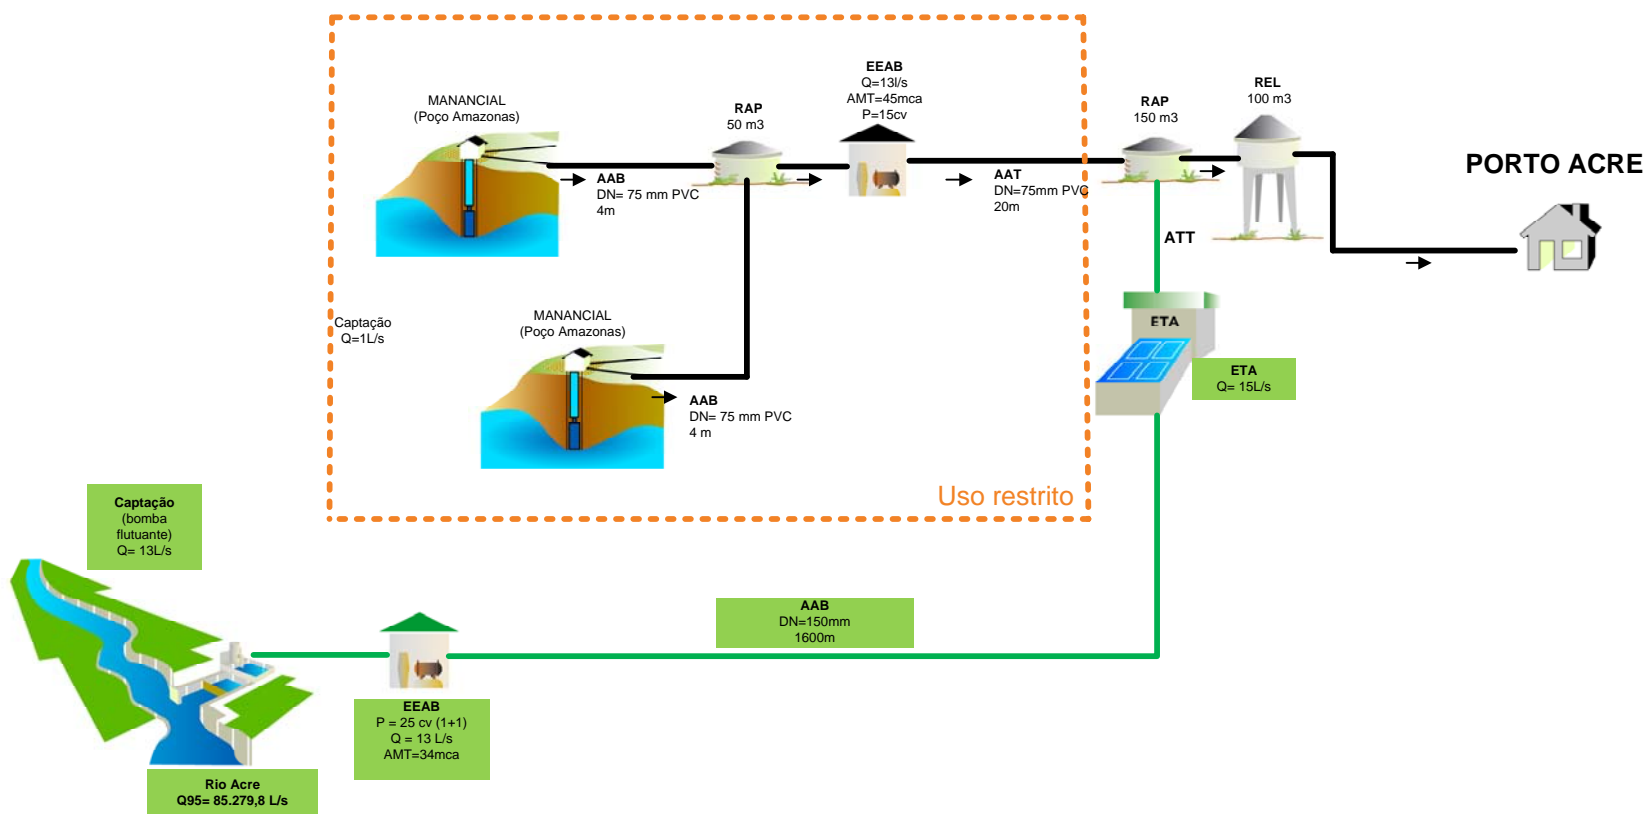 MANANCIAL
(Poço Amazonas)
AAB
DN= 75 mm PVC
4m
RAP
50 m3
EEAB
Q=13l/s
AMT=45mca
P=15cv
AAT
DN=75mm PVC
20m
RAP
150 m3
REL
100 m3
PORTO ACRE
ATT
Captação
Q=1L/s
MANANCIAL
(Poço Amazonas)
AAB
DN= 75 mm PVC
4 m
ETA
ETA
Q= 15L/s
Uso restrito
Captação
(bomba
flutuante)
Q= 13L/s
AAB
DN=150mm
1600m
EEAB
P = 25 cv (1+1)
Q = 13 L/s
AMT=34mca
Rio Acre
Q95= 85.279,8 L/s